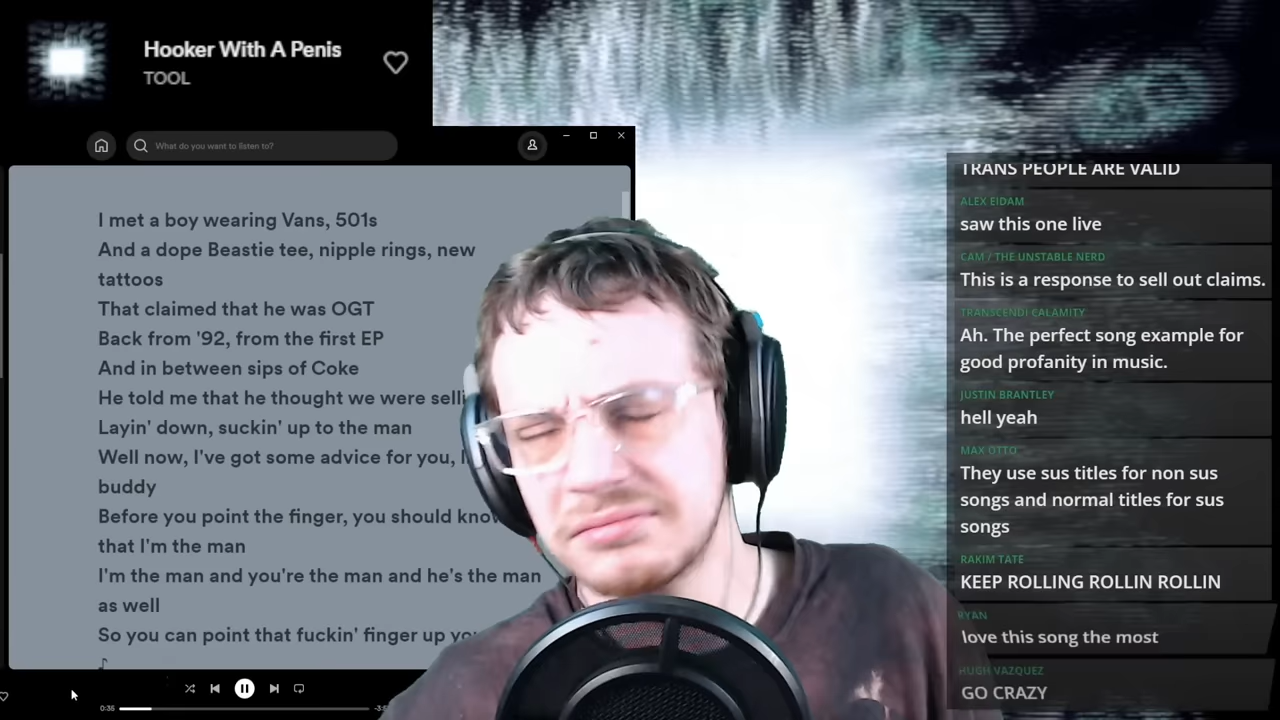 Hooker With A Penis
TOOL
What do you want to listen to?
I met a boy wearing Vans, 501s
And a dope Beastie tee, nipple rings, new
tattoos
That claimed that he was OGT
Back from '92, from the first EP
And in between sips of Coke
He told me that he thought we were
Layin' down, suckin' up to the man
Well now, I've got some advice for you,
buddy
Before you point the finger, you should
that I'm the man
I'm the man and you're the man and he's the man
as well
So you can point that fuckin' finger up
♪
0:36
TRANS PEOPLE ARE VALID
ALEX EIDAM
saw this one live
CAM / THE UNSTABLE NERD
This is a response to sell out claims.
TRANSCENDI CALAMITY
Ah. The perfect song example for
good profanity in music.
JUSTIN BRANTLEY
hell yeah
MAX OTTO
They use sus titles for non sus
songs and normal titles for sus
songs
RAKIM TATE
KEEP ROLLING ROLLIN ROLLIN
RYAN
love this song the most
HUGH VAZQUEZ
GO CRAZY